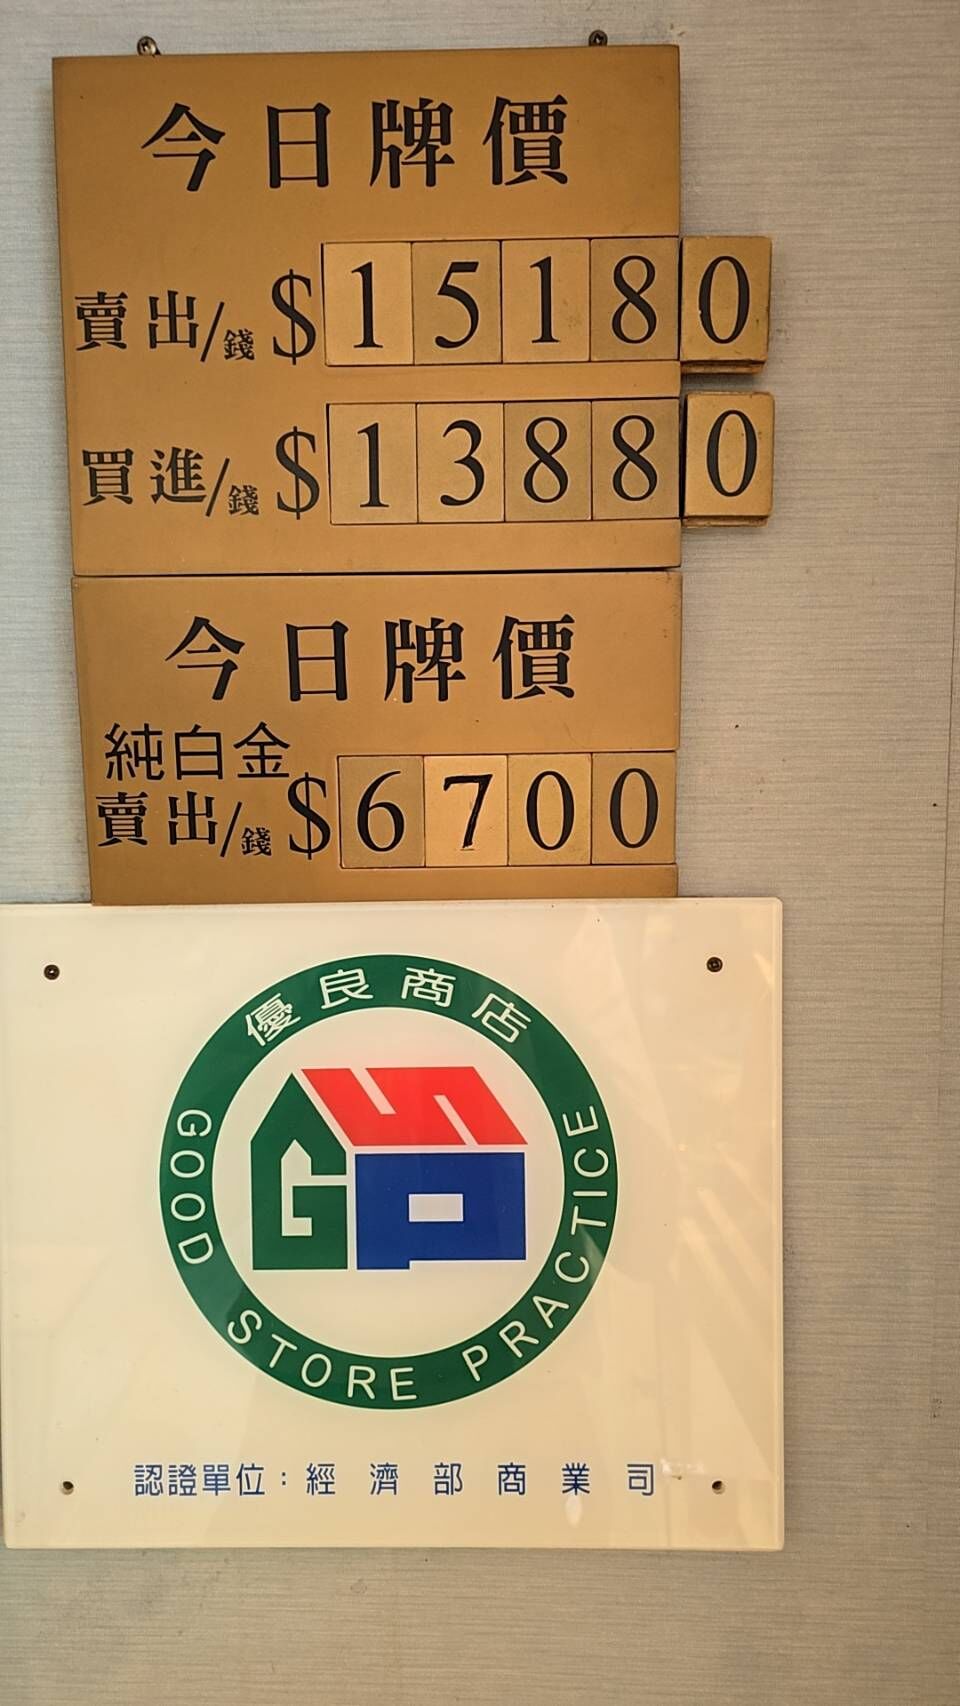 今日牌價
賣出/錢 $15180
買進/錢 $13880
今日牌價
純白金
賣出/錢 $6700
優良商店
GOOD STORE PRACTICE
GSP
認證單位：經濟部商業司